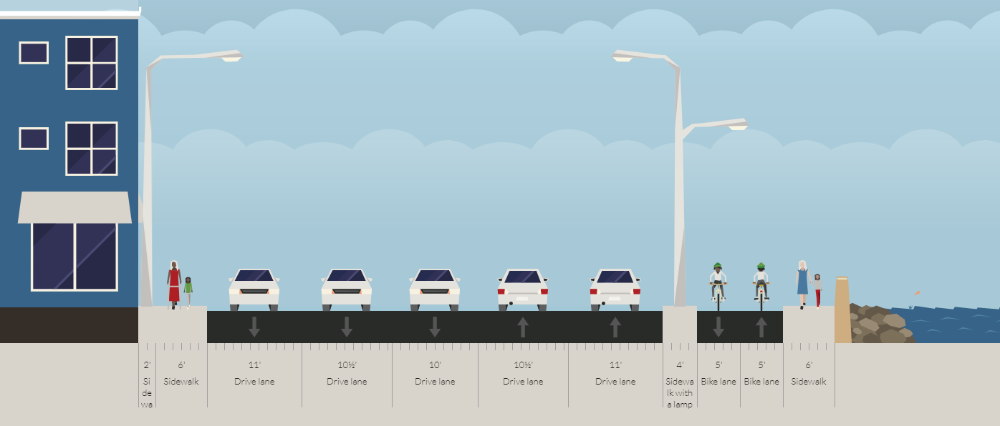 2' 6' 11' 10½' 10' 10½' 11' 4' 5' 5' 6'
Si Sidewalk Drive lane Drive lane Drive lane Drive lane Drive lane Sidewa Bike lane Bike lane Sidewalk
de lk with
wa a lamp